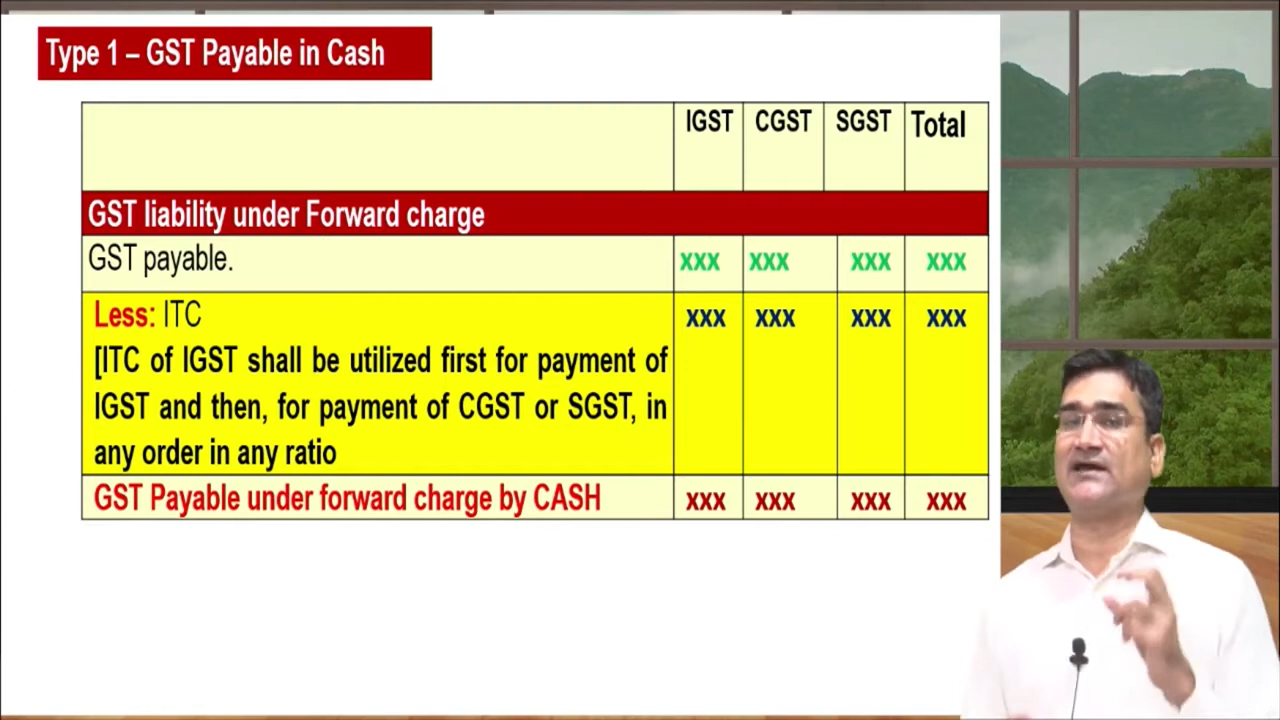 Type 1 – GST Payable in Cash
IGST CGST SGST Total
GST liability under Forward charge
GST payable. xxx xxx xxx xxx
Less: ITC xxx xxx xxx xxx
[ITC of IGST shall be utilized first for payment of
IGST and then, for payment of CGST or SGST, in
any order in any ratio
GST Payable under forward charge by CASH xxx xxx xxx xxx